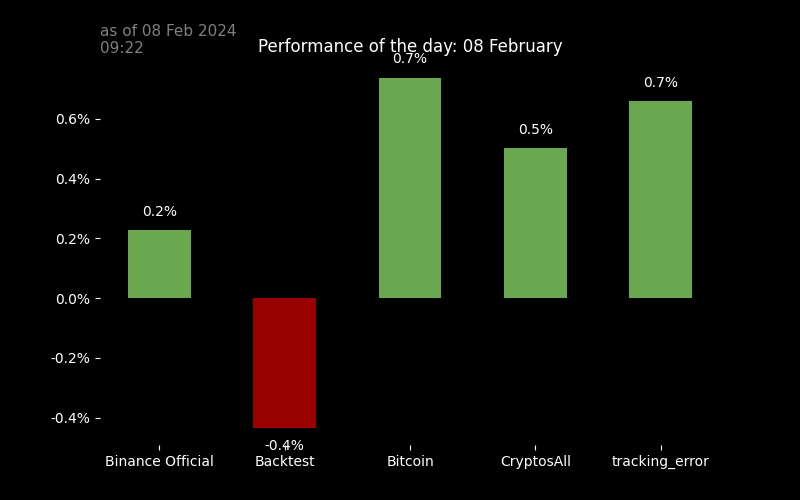 as of 08 Feb 2024
09:22
Performance of the day: 08 February
0.7%
0.7%
0.6%
0.5%
0.4%
0.2%
0.2%
0.0%
-0.2%
-0.4%
-0.4%
Binance Official
Backtest
Bitcoin
CryptosAll
tracking_error